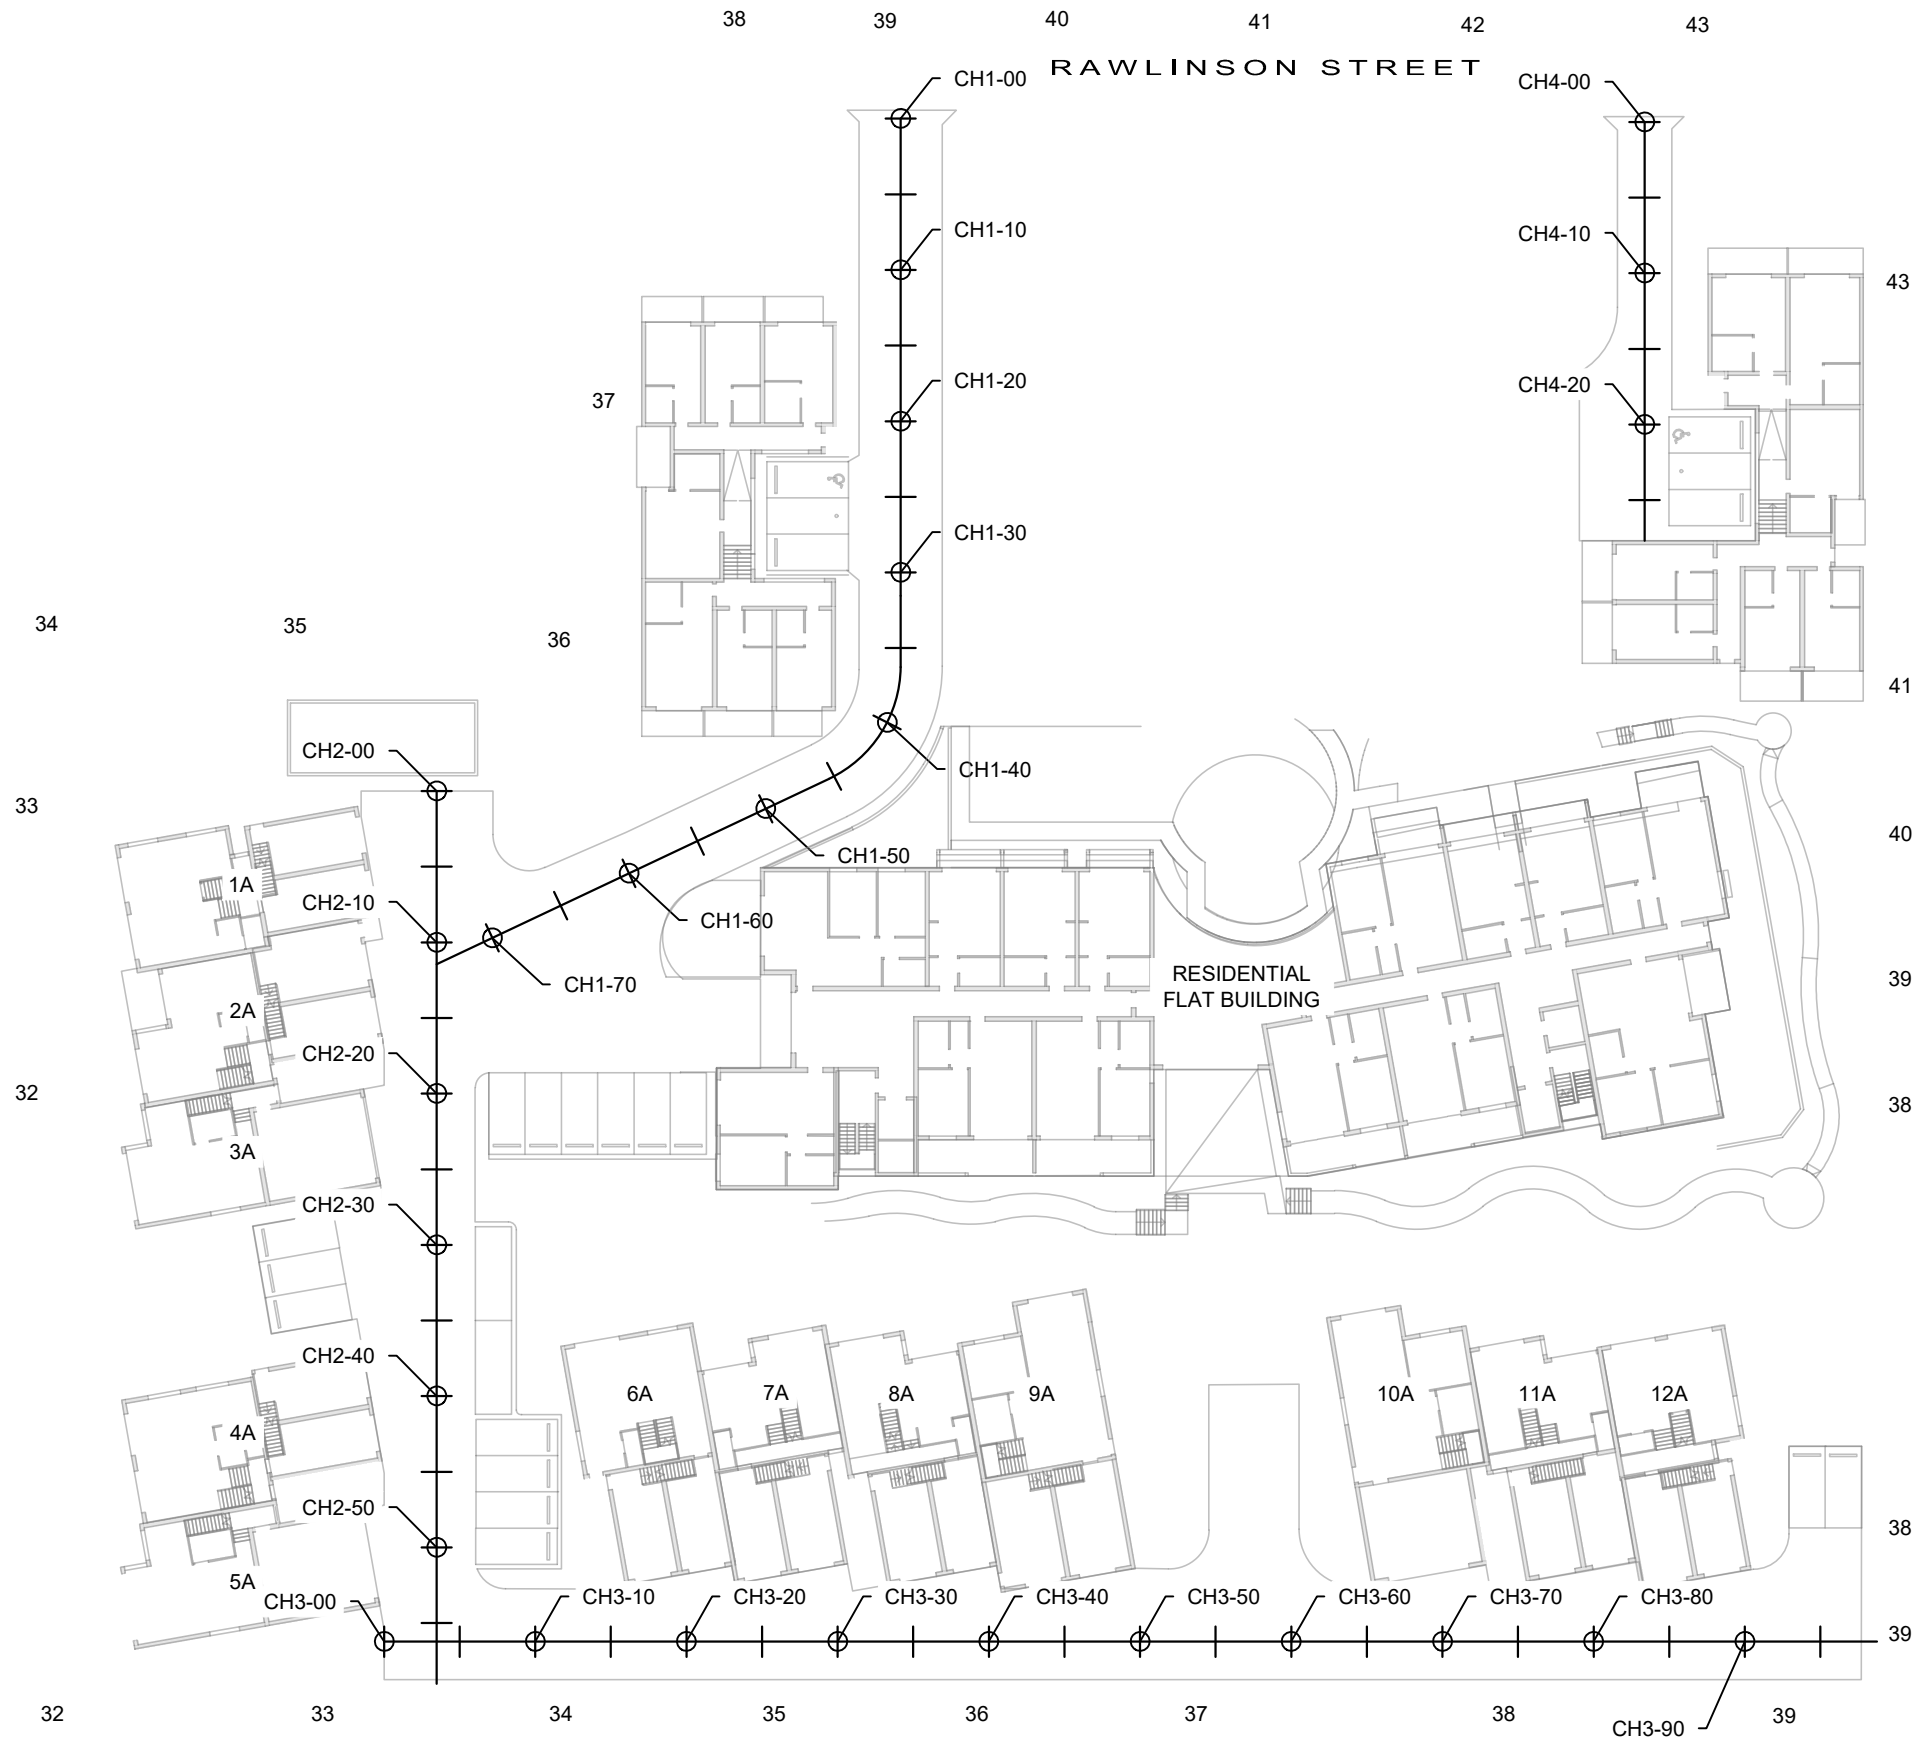 38
39
40
41
42
43
RAWLINSON STREET
CH1-00
CH4-00
CH1-10
CH4-10
43
CH1-20
CH4-20
37
CH1-30
34
35
36
41
CH2-00
CH1-40
33
40
CH1-50
1A
CH2-10
CH1-60
CH1-70
RESIDENTIAL
FLAT BUILDING
39
2A
CH2-20
32
38
3A
CH2-30
CH2-40
6A
7A
8A
9A
10A
11A
12A
4A
CH2-50
38
5A
CH3-00
CH3-10
CH3-20
CH3-30
CH3-40
CH3-50
CH3-60
CH3-70
CH3-80
39
32
33
34
35
36
37
38
39
CH3-90